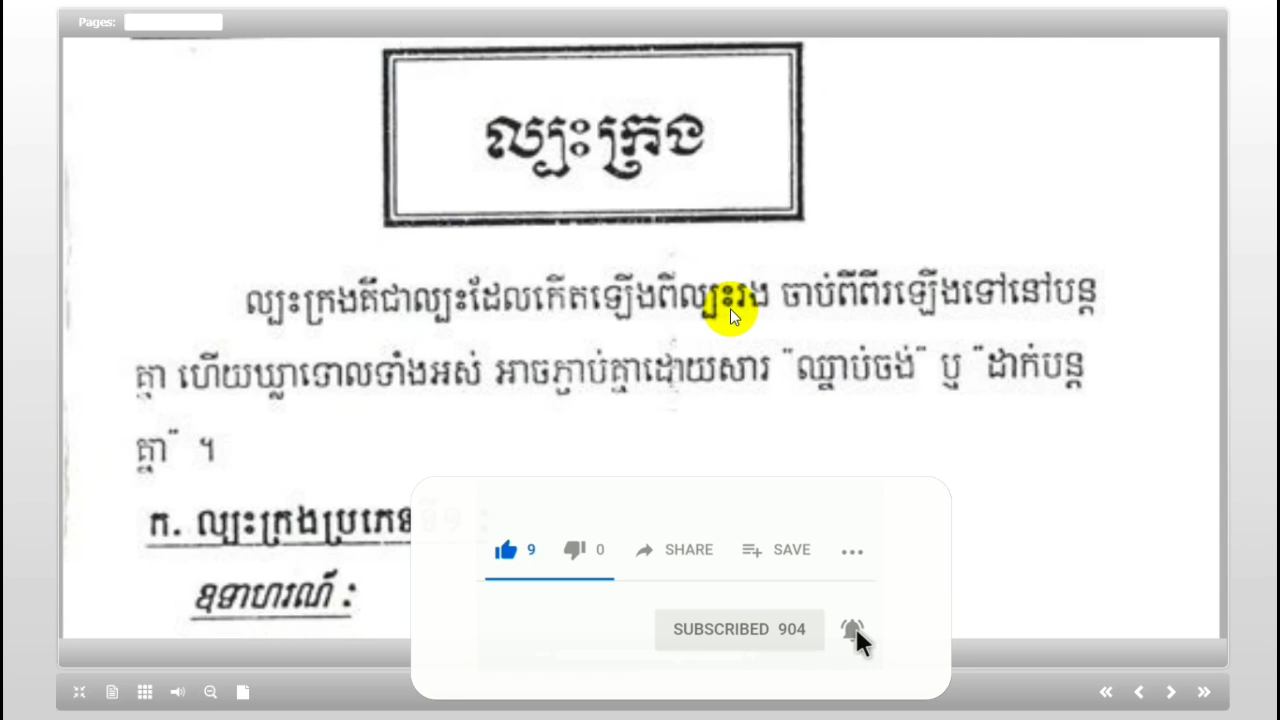 Pages:
ល្បះក្រង
ល្បះក្រងគឺជាល្បះដែលកើតឡើងពីល្បះរង ចាប់ពីពីរឡើងទៅនៅបន្ត
គ្នា ហើយឃ្លាទោលទាំងអស់ អាចភ្ជាប់គ្នាដោយសារ "ឈ្នាប់ចង់" ឬ "ដាក់បន្ត
គ្នា" ។
ក. ល្បះក្រងប្រភេទ
ឧទាហរណ៍ :
9 0 SHARE SAVE
SUBSCRIBED 904